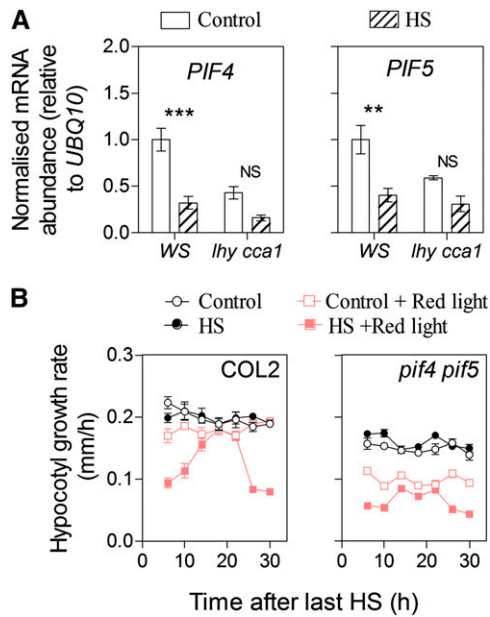 A
Control
HS
Normalised mRNA
abundance (relative
to UBQ10)
2.0
1.5
1.0
0.5
0.0
PIF4
***
NS
WS
lhy cca1
PIF5
**
NS
WS
lhy cca1
B
Control
Control + Red light
HS
HS +Red light
Hypocotyl growth rate
(mm/h)
0.3
0.2
0.1
0.0
COL2
pif4 pif5
0 10 20 30
0 10 20 30
Time after last HS (h)